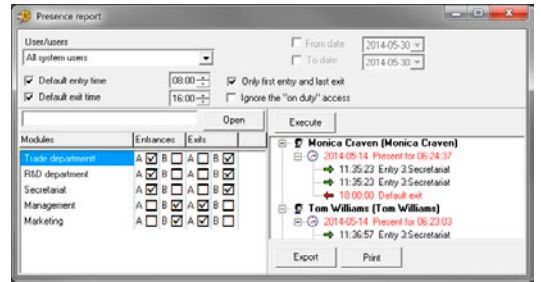 Presence report
User/users
All system users
From date 2014-05-30
To date 2014-05-30
Default entry time 08:00
Only first entry and last exit
Default exit time 16:00
Ignore the "on duty" access
Open
Execute
Modules Entrances Exits
Trade department A B A B
R&D department A B A B
Secretariat A B A B
Management A B A B
Marketing A B A B
Monica Craven (Monica Craven)
2014-05-14 Present for 06:24:37
11:35:23 Entry 3:Secretariat
11:35:23 Entry 3:Secretariat
18:00:00 Default exit
Tom Williams (Tom Williams)
2014-05-14 Present for 06:23:03
11:36:57 Entry 3:Secretariat
Export Print